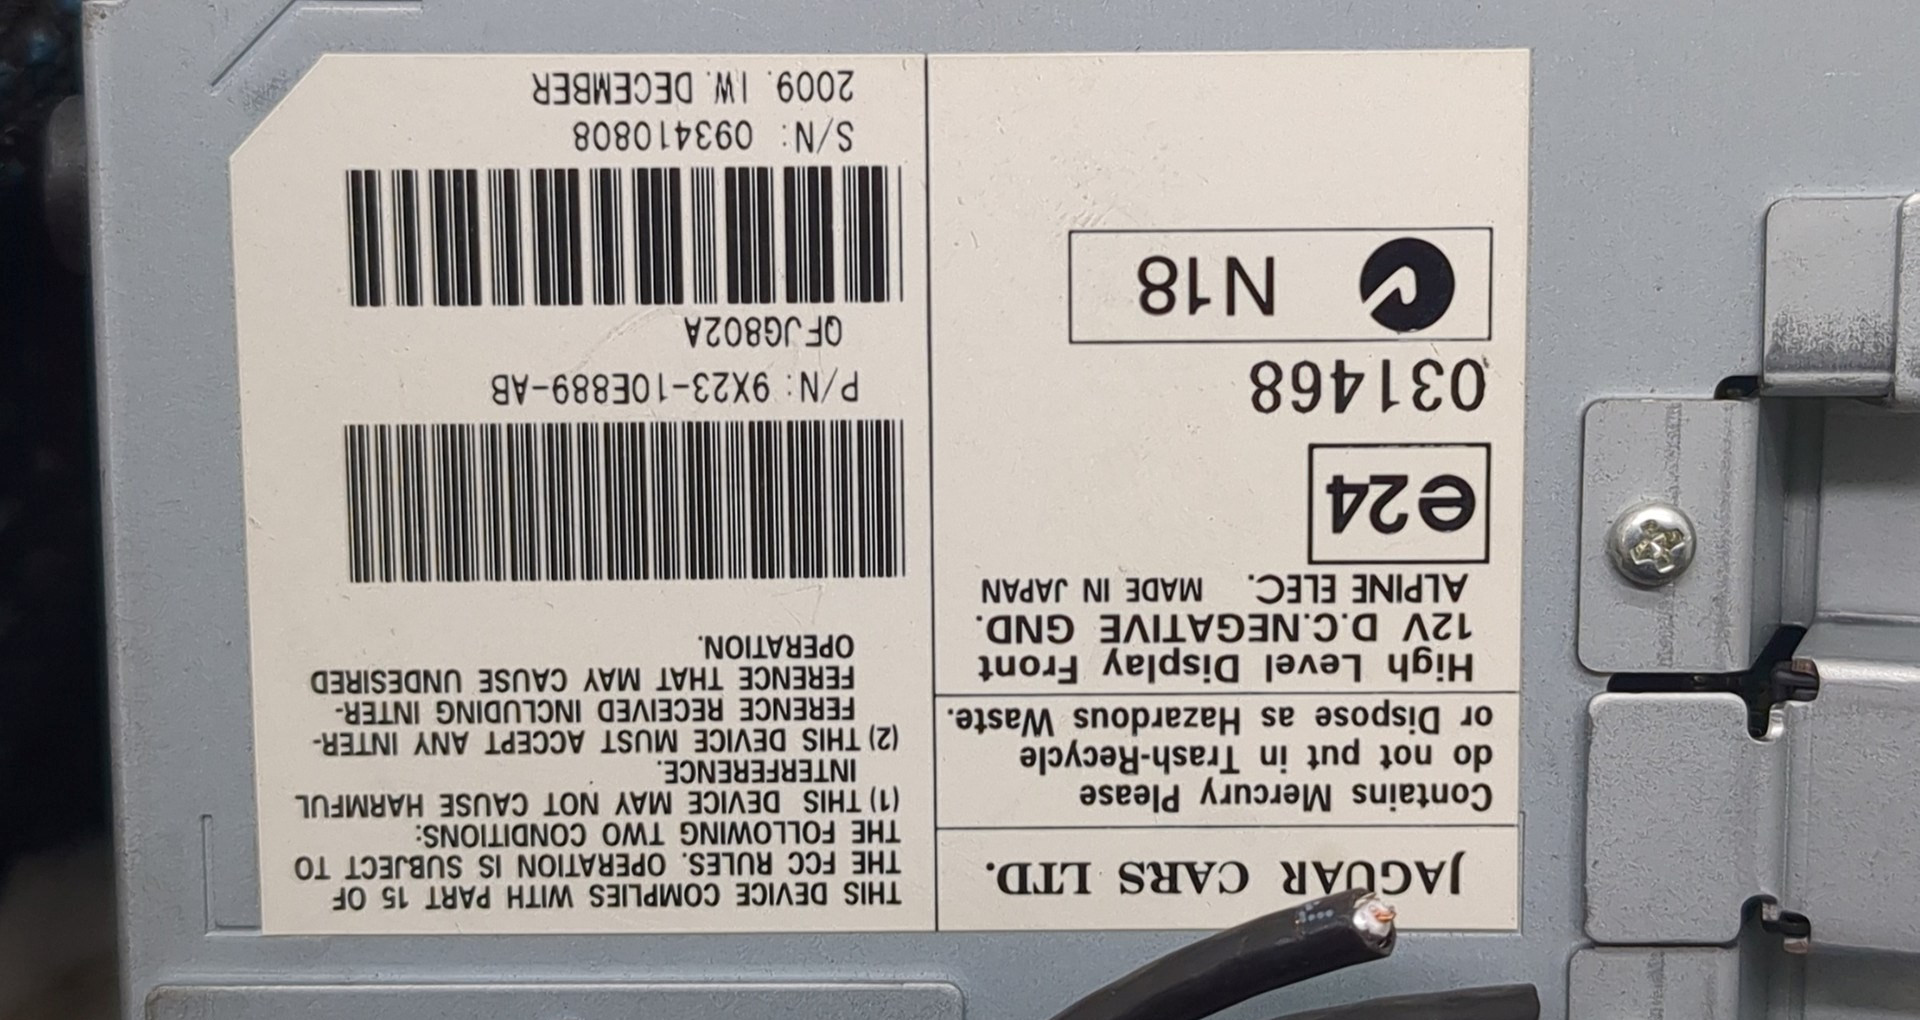 JAGUAR CARS LTD.
Contains Mercury Please
do not put in Trash-Recycle
or Dispose as Hazardous Waste.
High Level Display Front
12V D.C.NEGATIVE GND.
ALPINE ELEC. MADE IN JAPAN
e24
031468
N18
THIS DEVICE COMPLIES WITH PART 15 OF
THE FCC RULES. OPERATION IS SUBJECT TO
THE FOLLOWING TWO CONDITIONS:
(1) THIS DEVICE MAY NOT CAUSE HARMFUL
INTERFERENCE.
(2) THIS DEVICE MUST ACCEPT ANY INTER-
FERENCE RECEIVED INCLUDING INTER-
FERENCE THAT MAY CAUSE UNDESIRED
OPERATION.
P/N: 9X23-10E889-AB
QFJG802A
S/N: 093410808
2009. 1W. DECEMBER